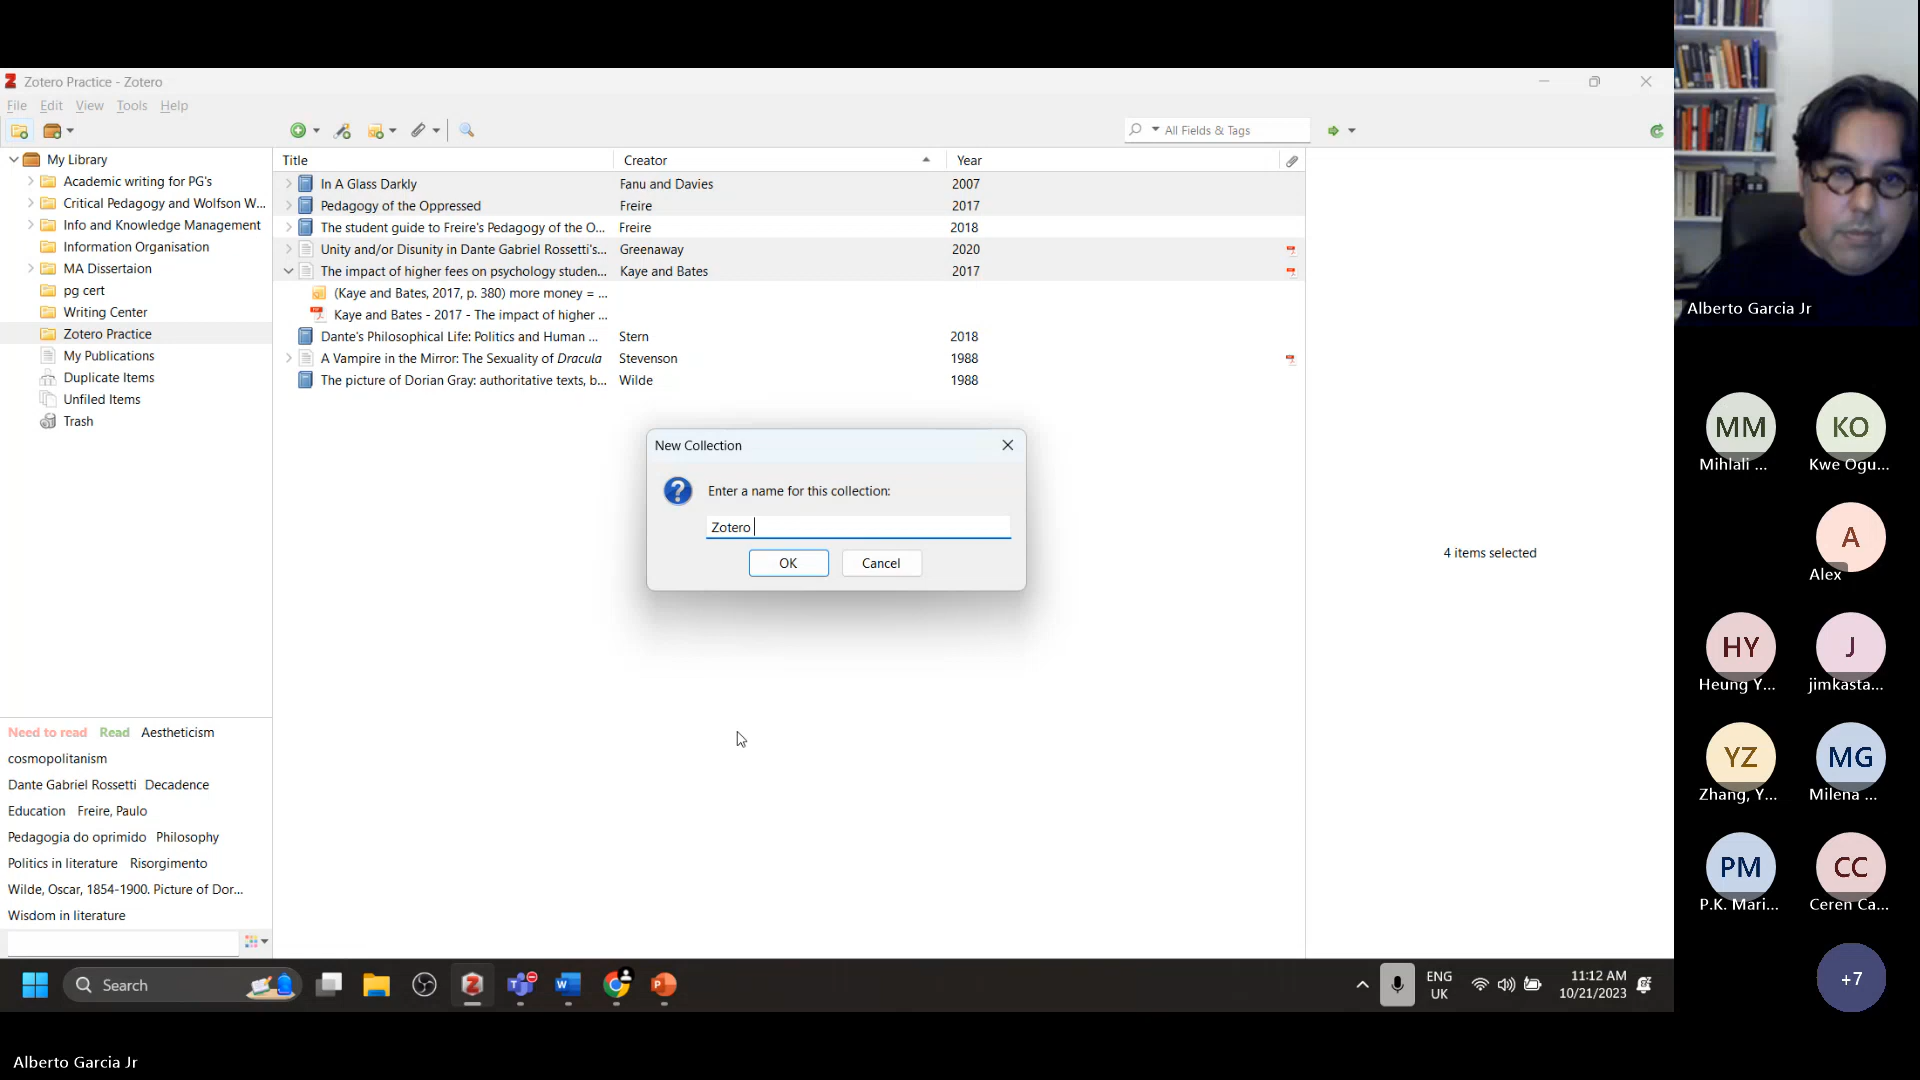 Zotero Practice - Zotero
File Edit View Tools Help
All Fields & Tags
My Library
Academic writing for PG's
Critical Pedagogy and Wolfson W...
Info and Knowledge Management
Information Organisation
MA Dissertaion
pg cert
Writing Center
Zotero Practice
My Publications
Duplicate Items
Unfiled Items
Trash
Title Creator Year
In A Glass Darkly Fanu and Davies 2007
Pedagogy of the Oppressed Freire 2017
The student guide to Freire's Pedagogy of the O... Freire 2018
Unity and/or Disunity in Dante Gabriel Rossetti's... Greenaway 2020
The impact of higher fees on psychology studen... Kaye and Bates 2017
(Kaye and Bates, 2017, p. 380) more money = ...
Kaye and Bates - 2017 - The impact of higher ...
Dante's Philosophical Life: Politics and Human ... Stern 2018
A Vampire in the Mirror: The Sexuality of Dracula Stevenson 1988
The picture of Dorian Gray: authoritative texts, b... Wilde 1988
New Collection
Enter a name for this collection:
Zotero
OK Cancel
4 items selected
Need to read Read Aestheticism
cosmopolitanism
Dante Gabriel Rossetti Decadence
Education Freire, Paulo
Pedagogia do oprimido Philosophy
Politics in literature Risorgimento
Wilde, Oscar, 1854-1900. Picture of Dor...
Wisdom in literature
Search
ENG
UK
11:12 AM
10/21/2023
Alberto Garcia Jr
MM KO
Mihlali ... Kwe Ogu...
A
Alex
HY J
Heung Y... jimkasta...
YZ MG
Zhang, Y... Milena ...
PM CC
P.K. Mari... Ceren Ca...
+7
Alberto Garcia Jr